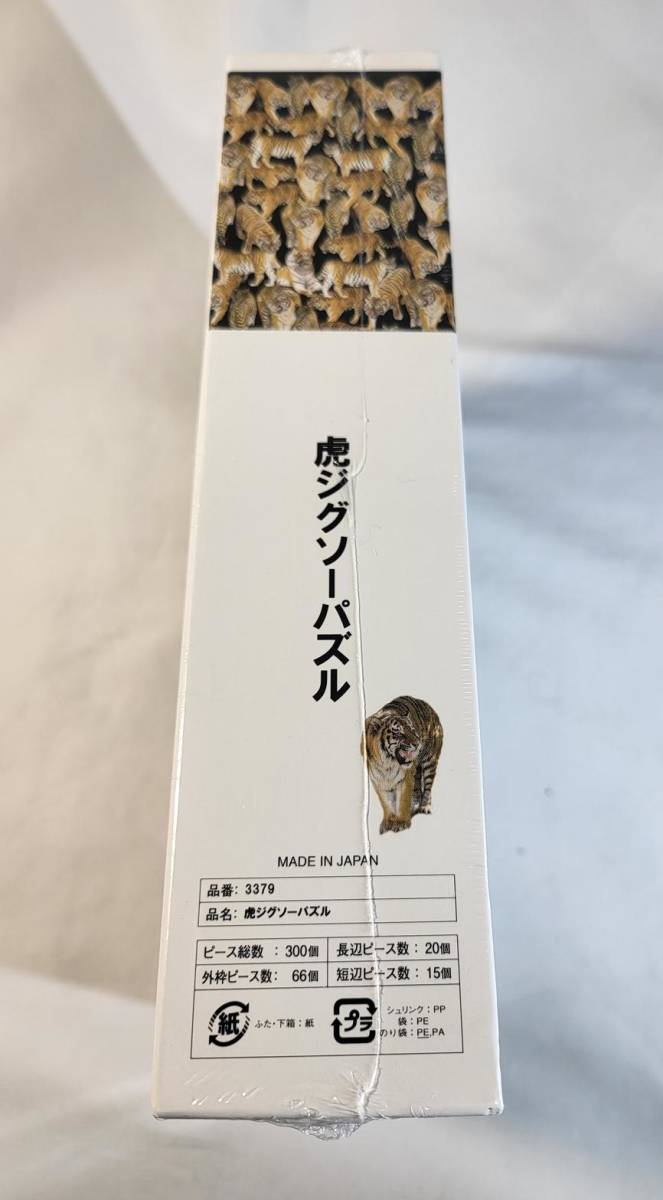 虎ジグソーパズル
MADE IN JAPAN
品番: 3379
品名: 虎ジグソーパズル
ピース総数 : 300個 長辺ピース数 : 20個
外枠ピース数: 66個 短辺ピース数 : 15個
紙 ふた・下箱 : 紙
プラ シュリンク : PP
袋 : PE
のり袋 : PE,PA